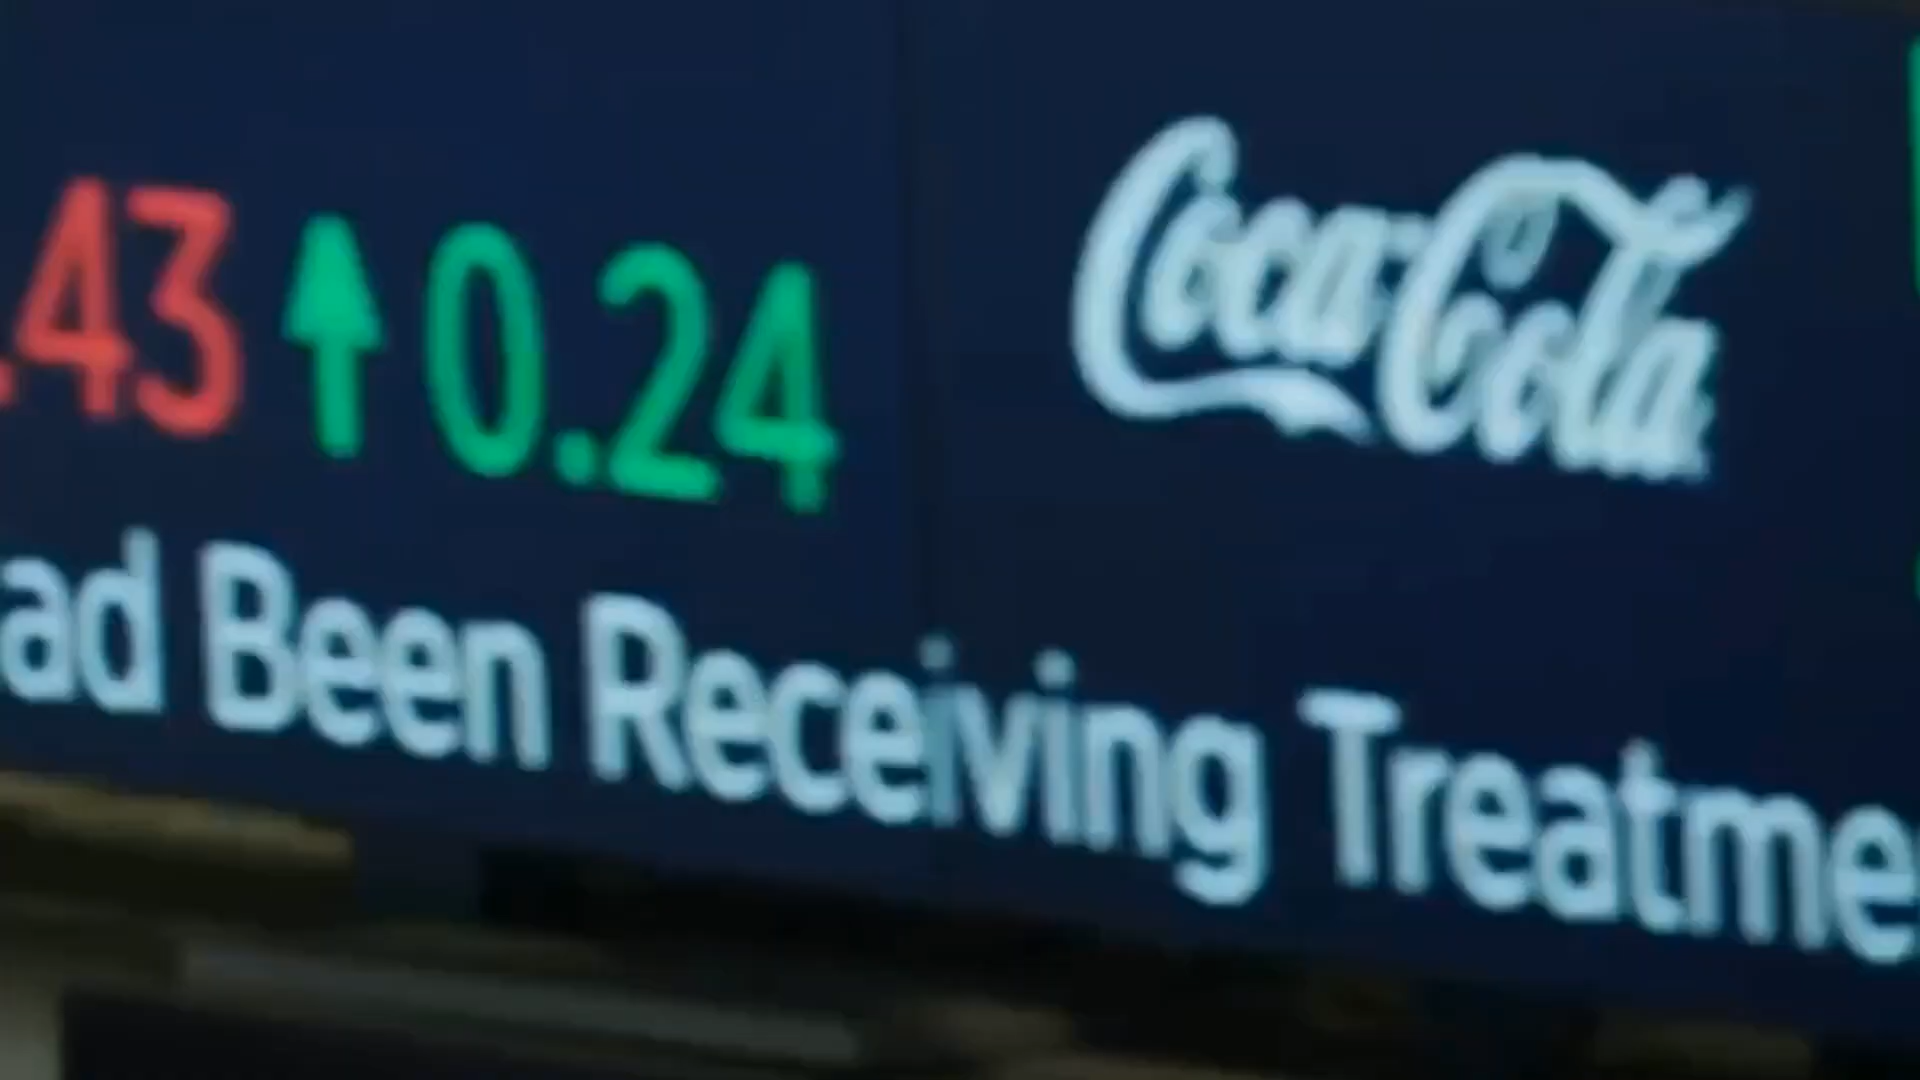 .43 ↑ 0.24 Coca-Cola
ad Been Receiving Treatme